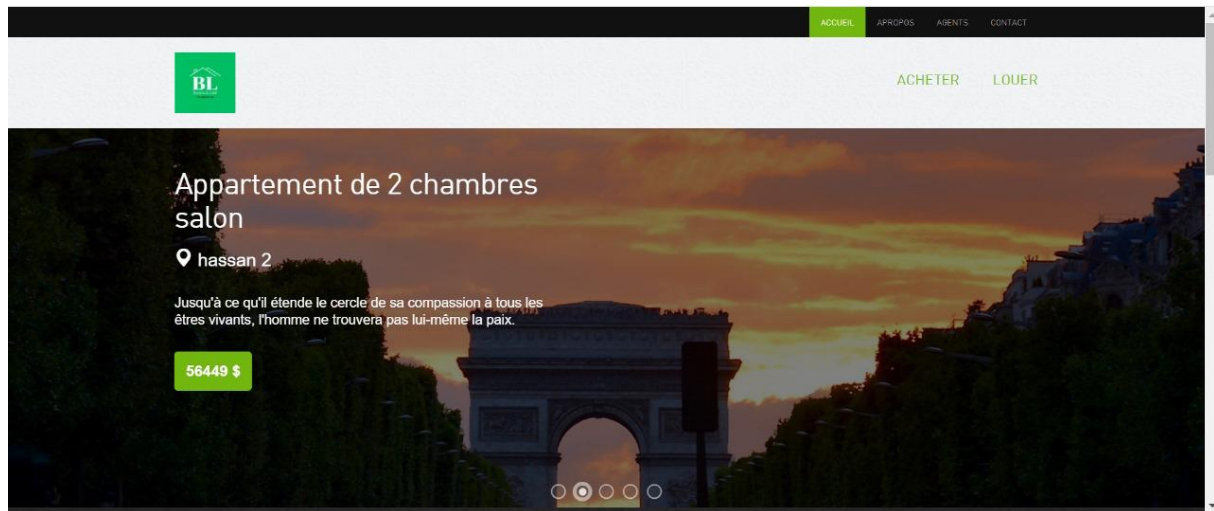 ACCUEIL APROPOS AGENTS CONTACT
BL
ACHETER LOUER
Appartement de 2 chambres
salon
hassan 2
Jusqu'à ce qu'il étende le cercle de sa compassion à tous les
êtres vivants, l'homme ne trouvera pas lui-même la paix.
56449 $